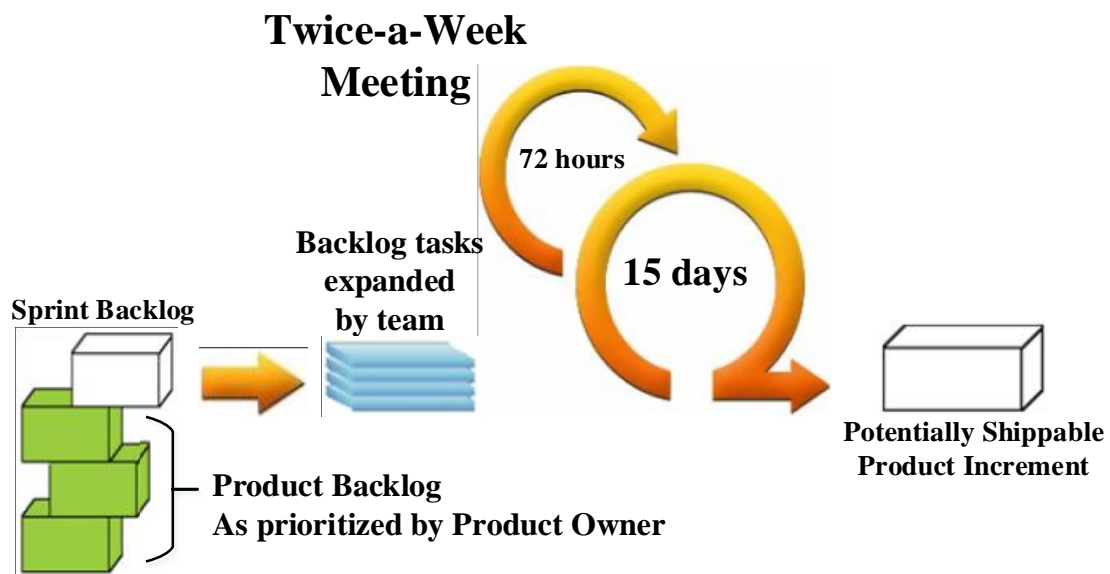 Twice-a-Week
Meeting
72 hours
15 days
Backlog tasks
expanded
by team
Sprint Backlog
Potentially Shippable
Product Increment
Product Backlog
As prioritized by Product Owner